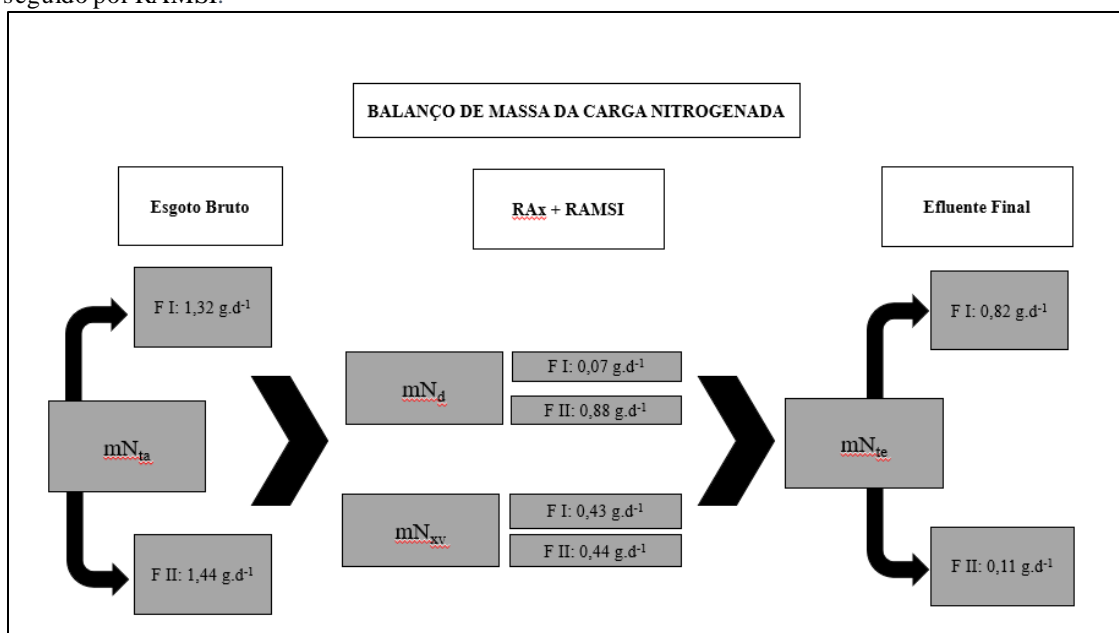 seguido por RAMSI.
BALANÇO DE MASSA DA CARGA NITROGENADA
Esgoto Bruto
RAx + RAMSI
Efluente Final
F I: 1,32 g.d-1
F I: 0,82 g.d-1
mNd
F I: 0,07 g.d-1
F II: 0,88 g.d-1
mNta
mNte
mNxv
F I: 0,43 g.d-1
F II: 0,44 g.d-1
F II: 1,44 g.d-1
F II: 0,11 g.d-1